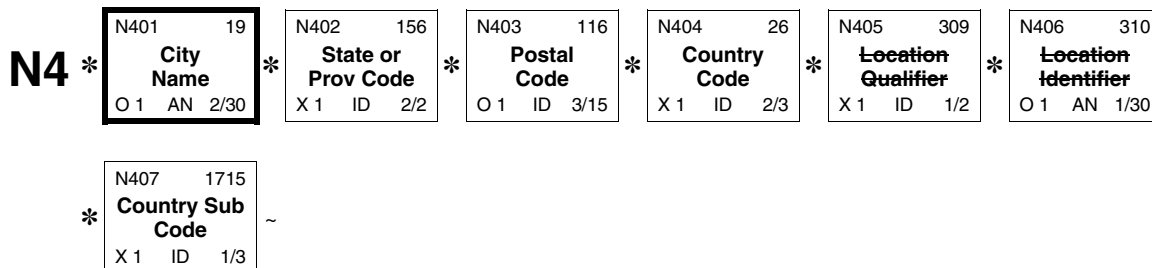 N401 19 N402 156 N403 116 N404 26 N405 309 N406 310
N4 * City Name * State or Prov Code * Postal Code * Country Code * Location Qualifier * Location Identifier
O 1 AN 2/30 X 1 ID 2/2 O 1 ID 3/15 X 1 ID 2/3 X 1 ID 1/2 O 1 AN 1/30
N407 1715
* Country Sub Code ~
X 1 ID 1/3